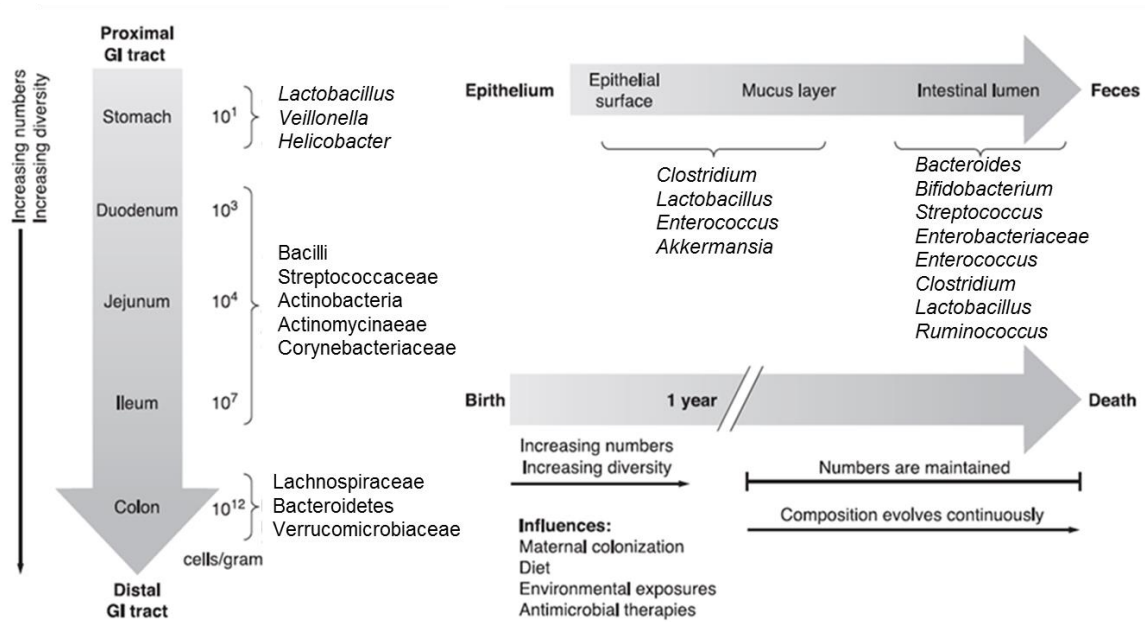 Proximal
GI tract
Increasing numbers
Increasing diversity
Stomach
10¹
Lactobacillus
Veillonella
Helicobacter
Duodenum
10³
Jejunum
10⁴
Ileum
10⁷
Bacilli
Streptococcaceae
Actinobacteria
Actinomycinaeae
Corynebacteriaceae
Colon
10¹²
cells/gram
Lachnospiraceae
Bacteroidetes
Verrucomicrobiaceae
Distal
GI tract
Epithelium
Epithelial
surface
Mucus layer
Intestinal lumen
Feces
Clostridium
Lactobacillus
Enterococcus
Akkermansia
Bacteroides
Bifidobacterium
Streptococcus
Enterobacteriaceae
Enterococcus
Clostridium
Lactobacillus
Ruminococcus
Birth
1 year
Death
Increasing numbers
Increasing diversity
Numbers are maintained
Composition evolves continuously
Influences:
Maternal colonization
Diet
Environmental exposures
Antimicrobial therapies